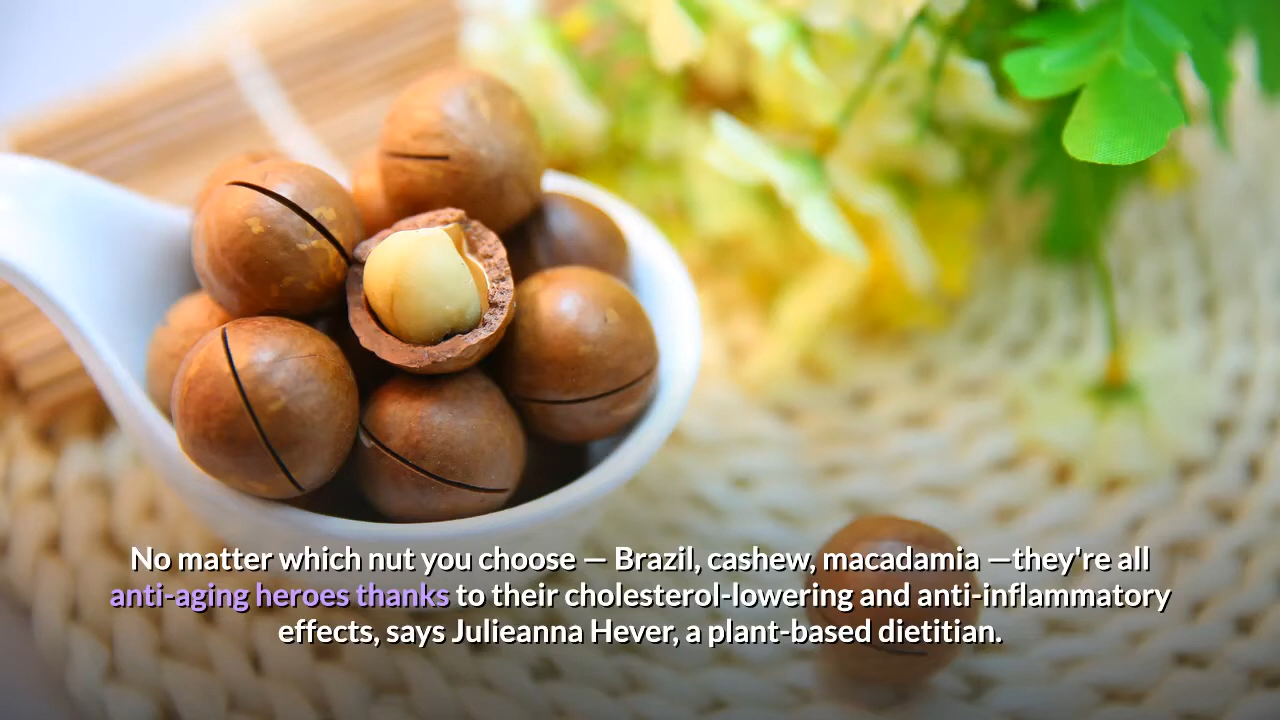 No matter which nut you choose — Brazil, cashew, macadamia —they're all
anti-aging heroes thanks to their cholesterol-lowering and anti-inflammatory
effects, says Julieanna Hever, a plant-based dietitian.